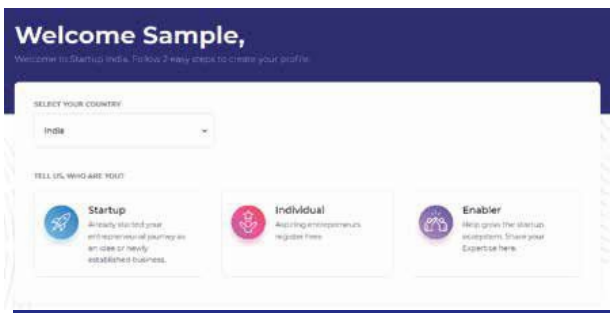 Welcome Sample,
Welcome to Startup India. Follow 2 easy steps to create your profile.
SELECT YOUR COUNTRY
India
TELL US, WHO ARE YOU?
Startup
Already started your
entrepreneurial journey as
an idea or newly
established business.
Individual
Aspiring entrepreneurs
register here.
Enabler
Help grow the startup
ecosystem. Share your
Expertise here.